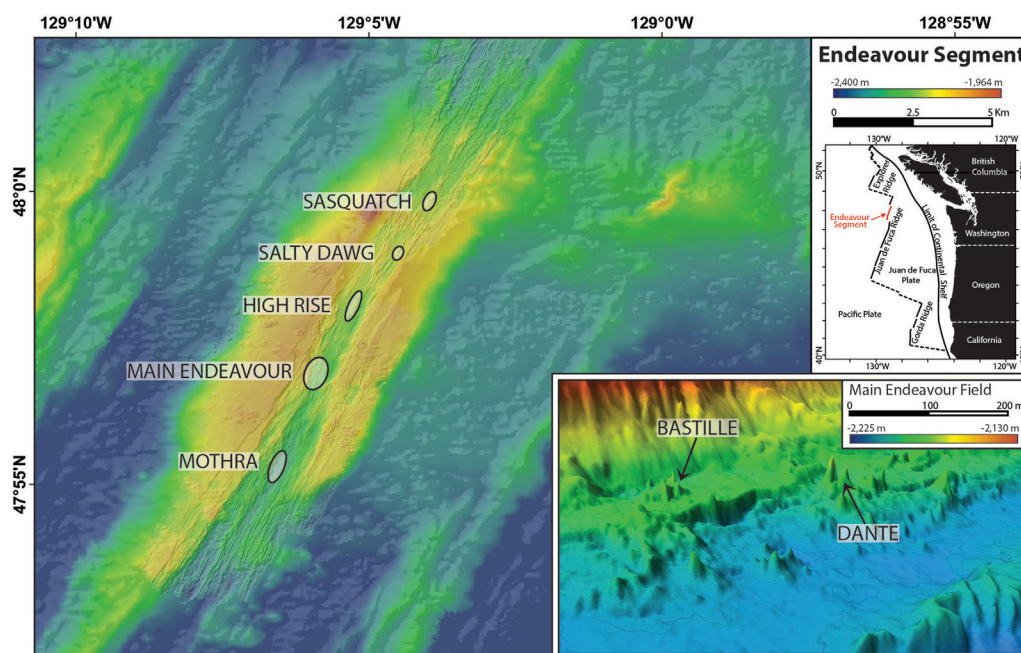 129°10'W
129°5'W
129°0'W
128°55'W
48°0'N
47°55'N
SASQUATCH
SALTY DAWG
HIGH RISE
MAIN ENDEAVOUR
MOTHRA
Endeavour Segment
-2,400 m
-1,964 m
0
2.5
5 Km
130°W
120°W
50°N
40°N
British
Columbia
Explorer
Ridge
Endeavour
Segment
Washington
Juan de Fuca Ridge
Limit of Continental
Shelf
Juan de Fuca
Plate
Oregon
Pacific Plate
Gorda Ridge
California
130°W
120°W
Main Endeavour Field
0
100
200 m
-2,225 m
-2,130 m
BASTILLE
DANTE